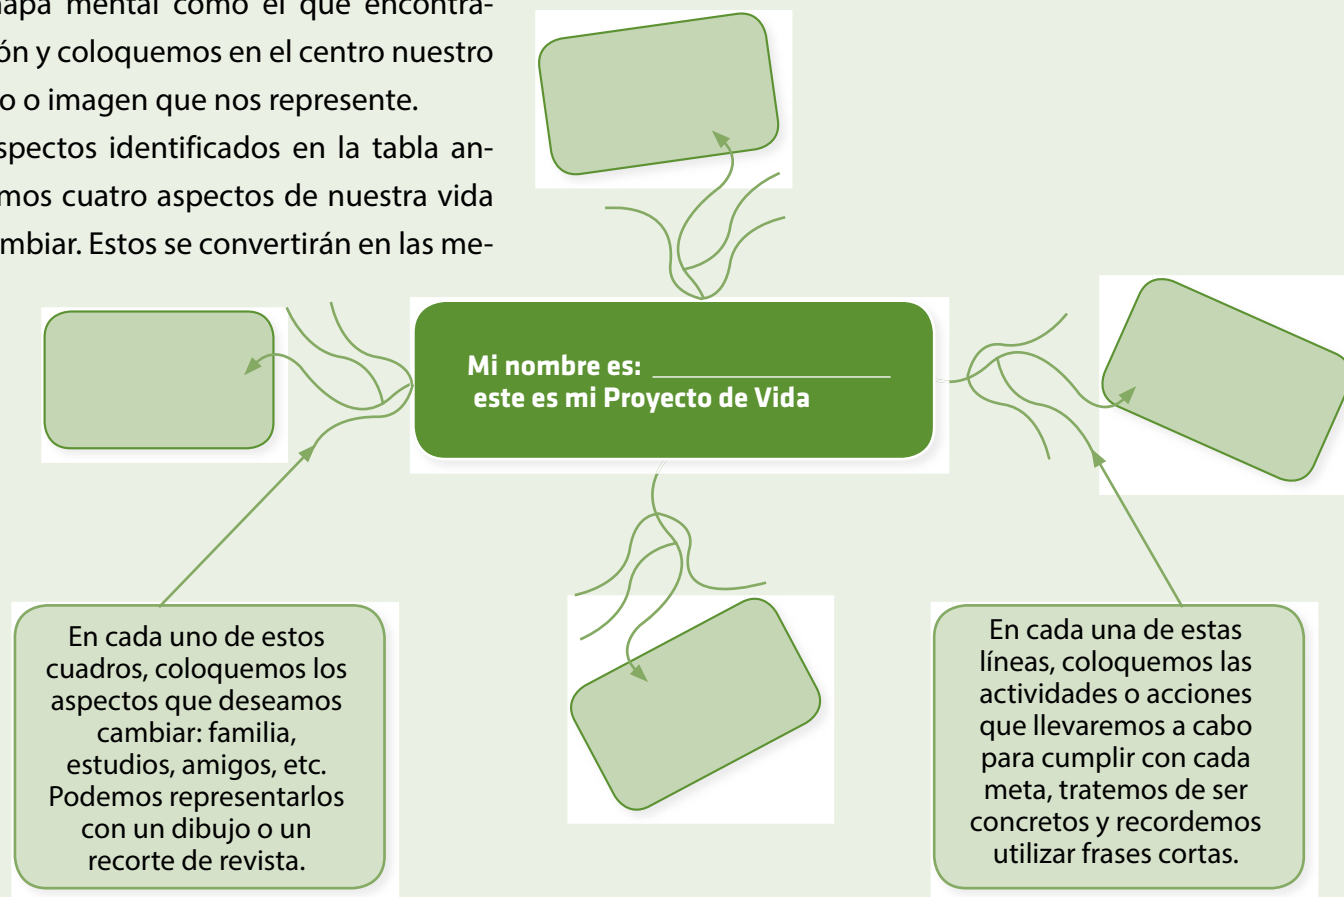 mapa mental como el que encontra-
ón y coloquemos en el centro nuestro
o o imagen que nos represente.
spectos identificados en la tabla an-
mos cuatro aspectos de nuestra vida
mbiar. Estos se convertirán en las me-
Mi nombre es: ____________________
este es mi Proyecto de Vida
En cada uno de estos
cuadros, coloquemos los
aspectos que deseamos
cambiar: familia,
estudios, amigos, etc.
Podemos representarlos
con un dibujo o un
recorte de revista.
En cada una de estas
líneas, coloquemos las
actividades o acciones
que llevaremos a cabo
para cumplir con cada
meta, tratemos de ser
concretos y recordemos
utilizar frases cortas.